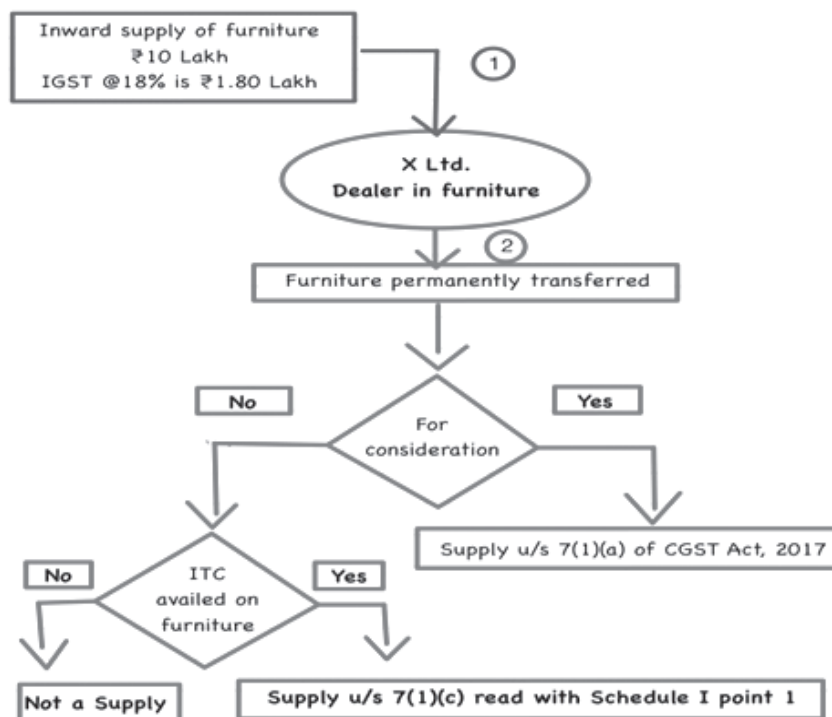 Inward supply of furniture
₹10 Lakh
IGST @18% is ₹1.80 Lakh
1
X Ltd.
Dealer in furniture
2
Furniture permanently transferred
No
Yes
For
consideration
Supply u/s 7(1)(a) of CGST Act, 2017
No
Yes
ITC
availed on
furniture
Not a Supply
Supply u/s 7(1)(c) read with Schedule I point 1